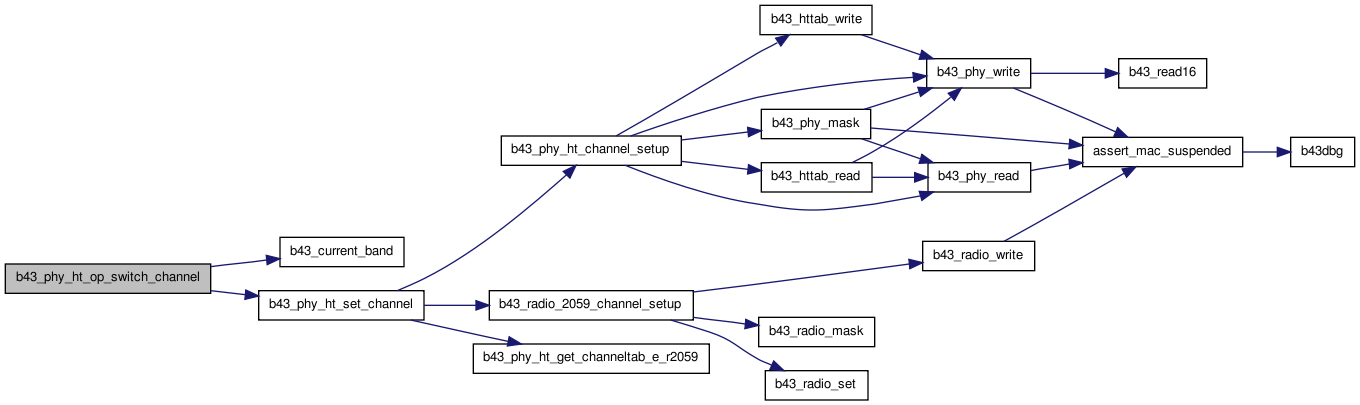 b43_httab_write
b43_phy_write
b43_read16
b43_phy_mask
b43_phy_ht_channel_setup
assert_mac_suspended
b43dbg
b43_httab_read
b43_phy_read
b43_current_band
b43_radio_write
b43_phy_ht_op_switch_channel
b43_phy_ht_set_channel
b43_radio_2059_channel_setup
b43_radio_mask
b43_phy_ht_get_channeltab_e_r2059
b43_radio_set